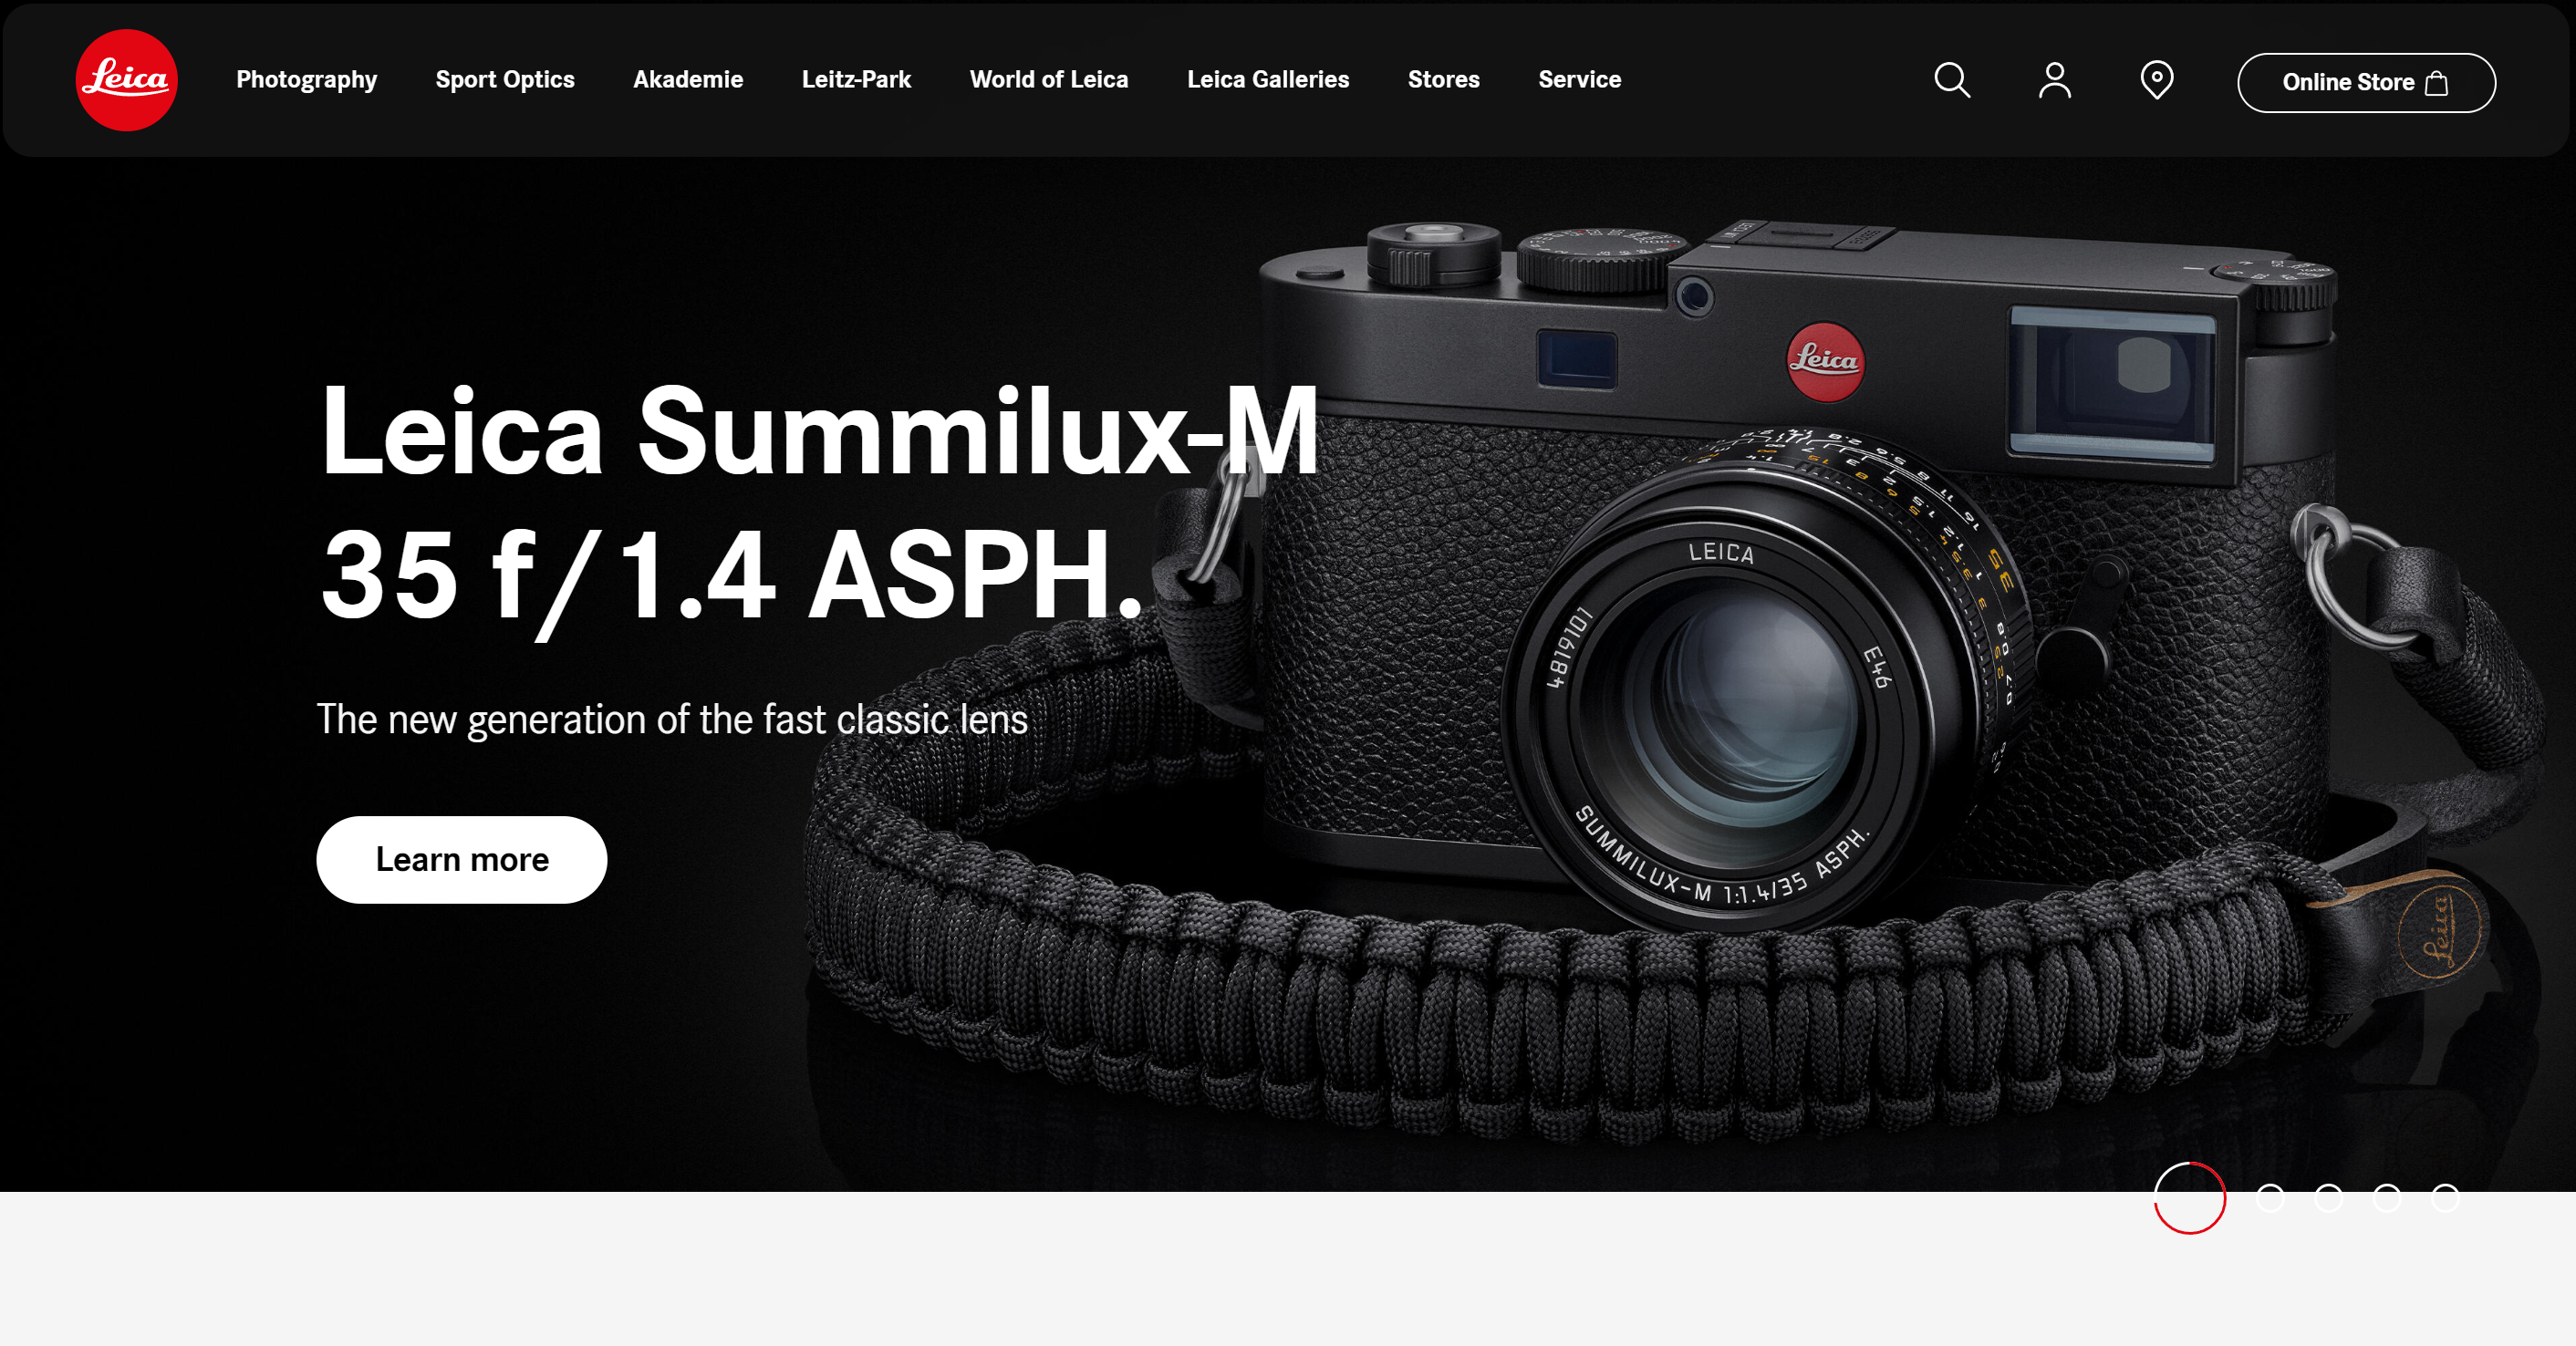 Leica
Photography
Sport Optics
Akademie
Leitz-Park
World of Leica
Leica Galleries
Stores
Service
Online Store
Leica Summilux-M
35 f/1.4 ASPH.
The new generation of the fast classic lens
Learn more
Leica
LEICA
4819101
E46
SUMMILUX-M 1:1.4/35 ASPH.
35
Leica